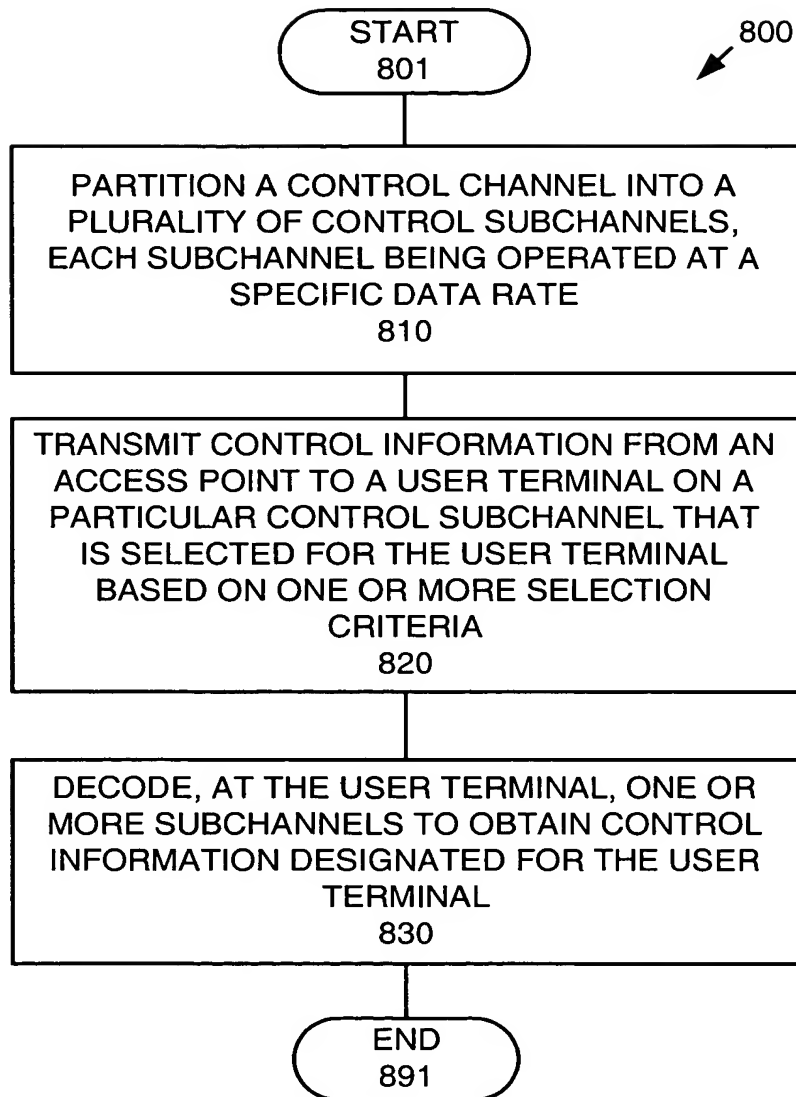 START
801
800
PARTITION A CONTROL CHANNEL INTO A
PLURALITY OF CONTROL SUBCHANNELS,
EACH SUBCHANNEL BEING OPERATED AT A
SPECIFIC DATA RATE
810
TRANSMIT CONTROL INFORMATION FROM AN
ACCESS POINT TO A USER TERMINAL ON A
PARTICULAR CONTROL SUBCHANNEL THAT
IS SELECTED FOR THE USER TERMINAL
BASED ON ONE OR MORE SELECTION
CRITERIA
820
DECODE, AT THE USER TERMINAL, ONE OR
MORE SUBCHANNELS TO OBTAIN CONTROL
INFORMATION DESIGNATED FOR THE USER
TERMINAL
830
END
891